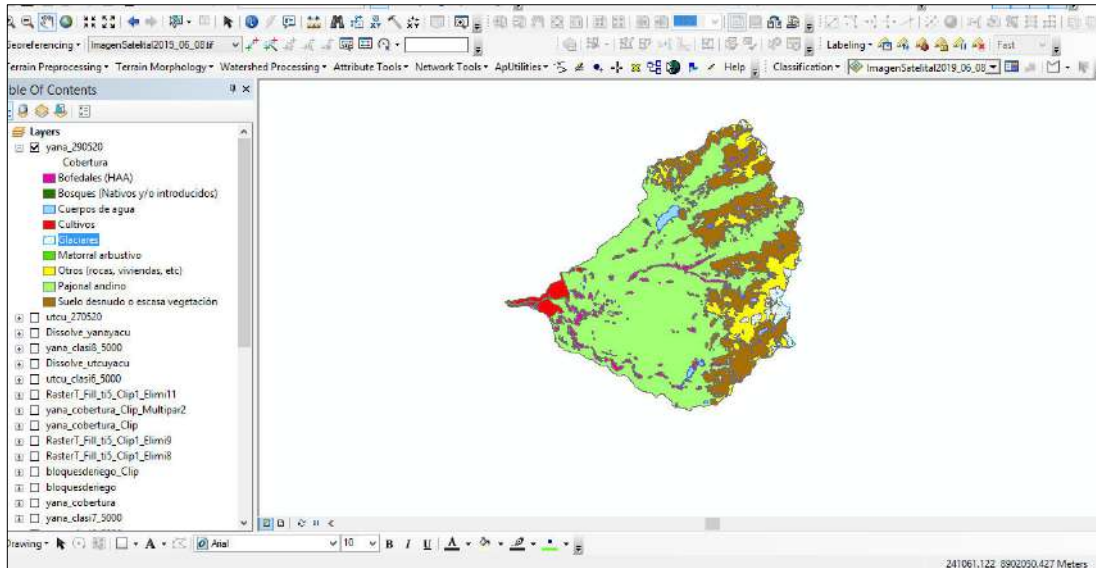 Georeferencing ImagenSatelital2015_06_08.tif Labeling Fast
Terrain Preprocessing Terrain Morphology Watershed Processing Attribute Tools Network Tools ApUtilities Help Classification ImagenSatelital2019_06_08
ble Of Contents
Layers
yana_290520
Cobertura
Bofedales (HAA)
Bosques (Nativos y/o introducidos)
Cuerpos de agua
Cultivos
Glaciares
Matorral arbustivo
Otros (rocas, viviendas, etc)
Pajonal andino
Suelo desnudo o escasa vegetación
utcu_270520
Dissolve_yanayacu
yana_clasi8_5000
Dissolve_utcuyacu
utcu_clasi6_5000
RasterT_Fill_ti5_Clip1_Elimi11
yana_cobertura_Clip_Multipar2
yana_cobertura_Clip
RasterT_Fill_ti5_Clip1_Elimi9
RasterT_Fill_ti5_Clip1_Elimi8
bloquesderiego_Clip
bloquesderiego
yana_cobertura
yana_clasi7_5000
Drawing A Arial 10 B I U A
241061.122 8902050.427 Meters